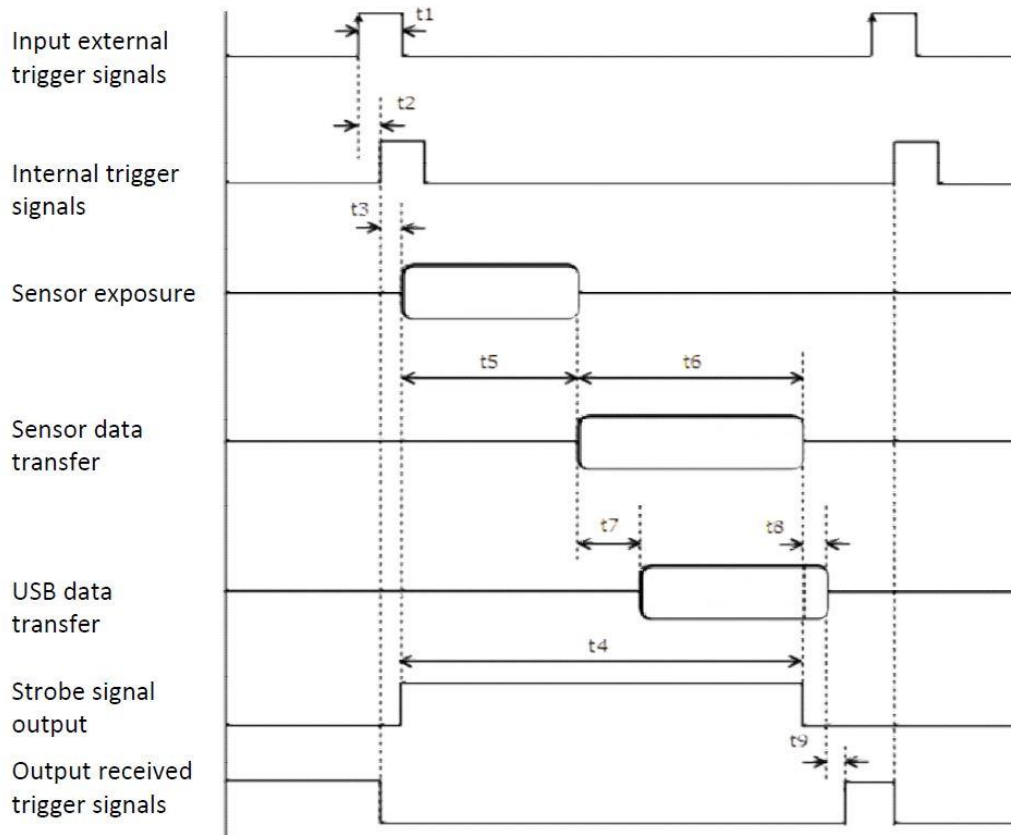 Input external
trigger signals
t1
t2
Internal trigger
signals
t3
Sensor exposure
t5
t6
Sensor data
transfer
t7
t8
USB data
transfer
t4
Strobe signal
output
t9
Output received
trigger signals